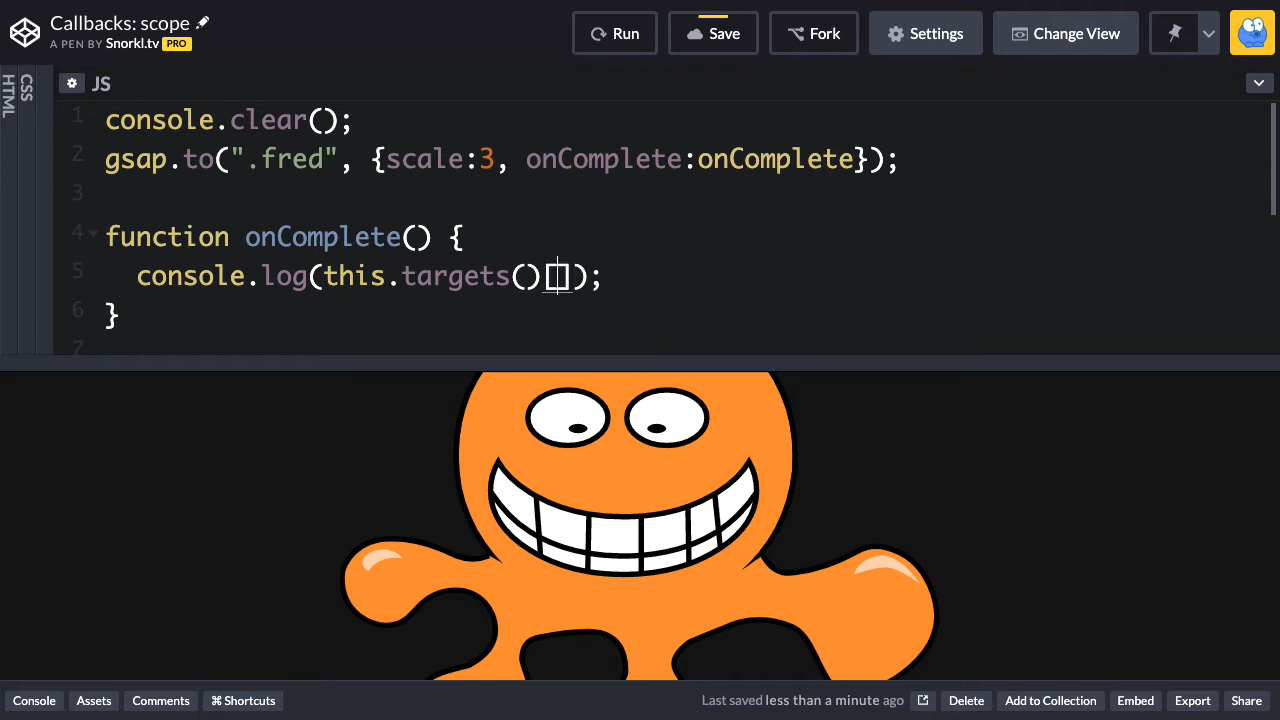 Callbacks: scope
A PEN BY Snorkl.tv PRO
Run
Save
Fork
Settings
Change View
HTML
CSS
JS
1 console.clear();
2 gsap.to(".fred", {scale:3, onComplete:onComplete});
3
4 function onComplete() {
5 console.log(this.targets()[]);
6 }
7
Console
Assets
Comments
⌘ Shortcuts
Last saved less than a minute ago
Delete
Add to Collection
Embed
Export
Share